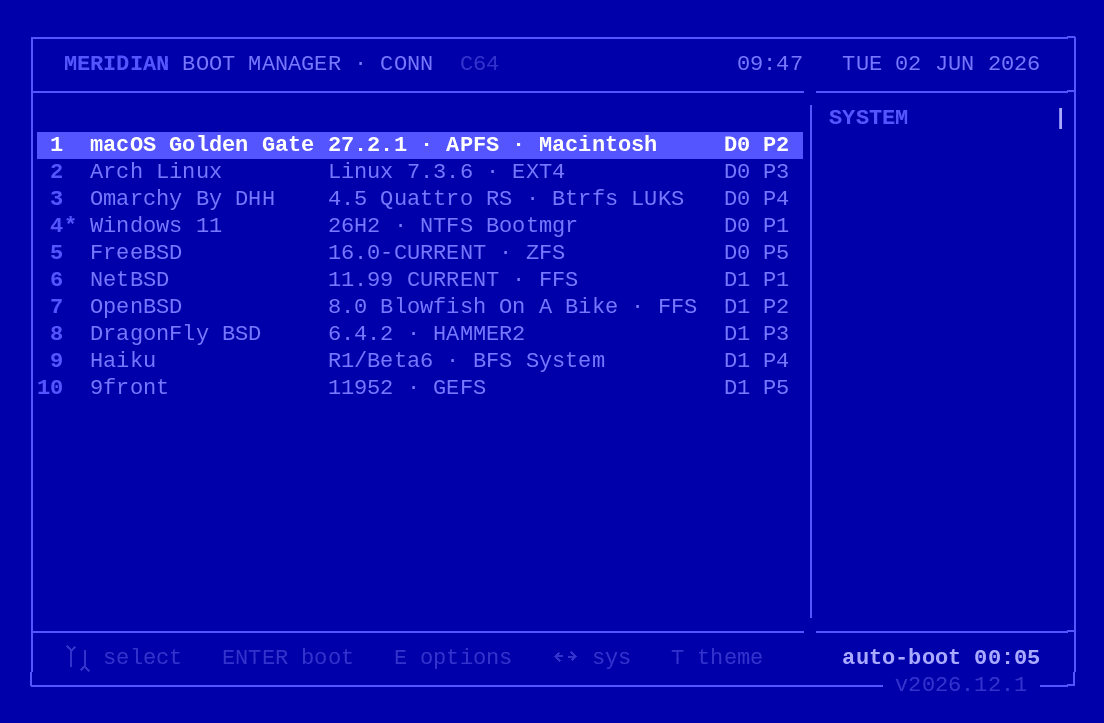 MERIDIAN BOOT MANAGER · CONN C64 09:47 TUE 02 JUN 2026
SYSTEM
1 macOS Golden Gate 27.2.1 · APFS · Macintosh D0 P2
2 Arch Linux Linux 7.3.6 · EXT4 D0 P3
3 Omarchy By DHH 4.5 Quattro RS · Btrfs LUKS D0 P4
4* Windows 11 26H2 · NTFS Bootmgr D0 P1
5 FreeBSD 16.0-CURRENT · ZFS D0 P5
6 NetBSD 11.99 CURRENT · FFS D1 P1
7 OpenBSD 8.0 Blowfish On A Bike · FFS D1 P2
8 DragonFly BSD 6.4.2 · HAMMER2 D1 P3
9 Haiku R1/Beta6 · BFS System D1 P4
10 9front 11952 · GEFS D1 P5
↑↓ select ENTER boot E options ↔ sys T theme auto-boot 00:05
v2026.12.1